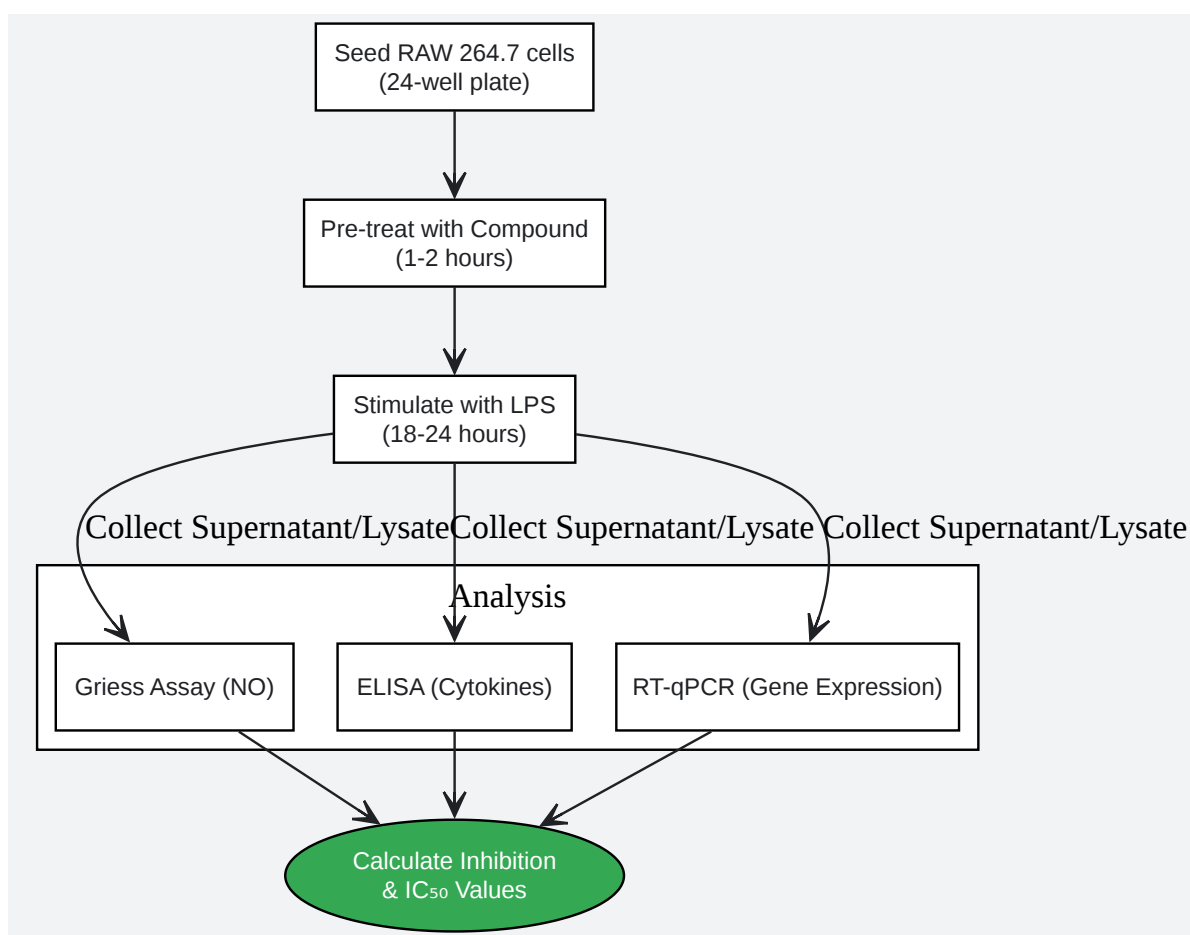 Seed RAW 264.7 cells
(24-well plate)
Pre-treat with Compound
(1-2 hours)
Stimulate with LPS
(18-24 hours)
Collect Supernatant/Lysate
Collect Supernatant/Lysate
Collect Supernatant/Lysate
Analysis
Griess Assay (NO)
ELISA (Cytokines)
RT-qPCR (Gene Expression)
Calculate Inhibition
& IC₅₀ Values